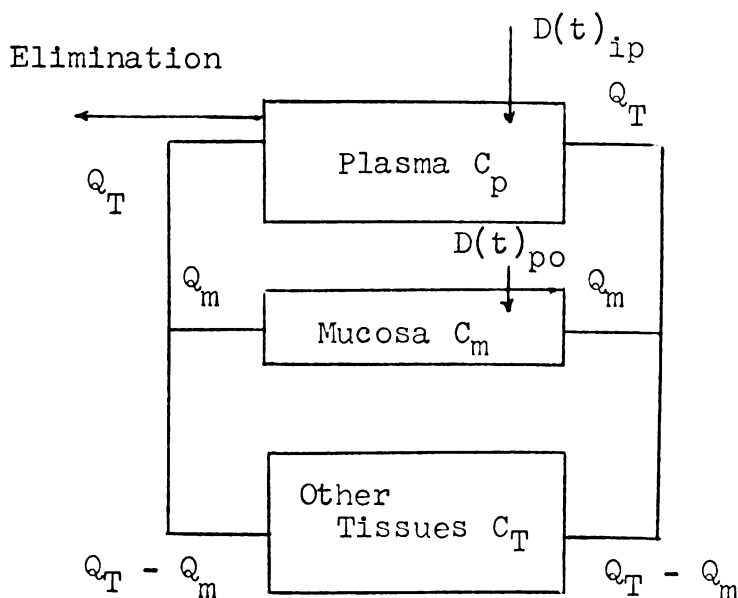 D(t)ip
Elimination
QT
Plasma Cp
QT
D(t)po
Qm
Qm
Mucosa Cm
Other
Tissues CT
QT - Qm
QT - Qm